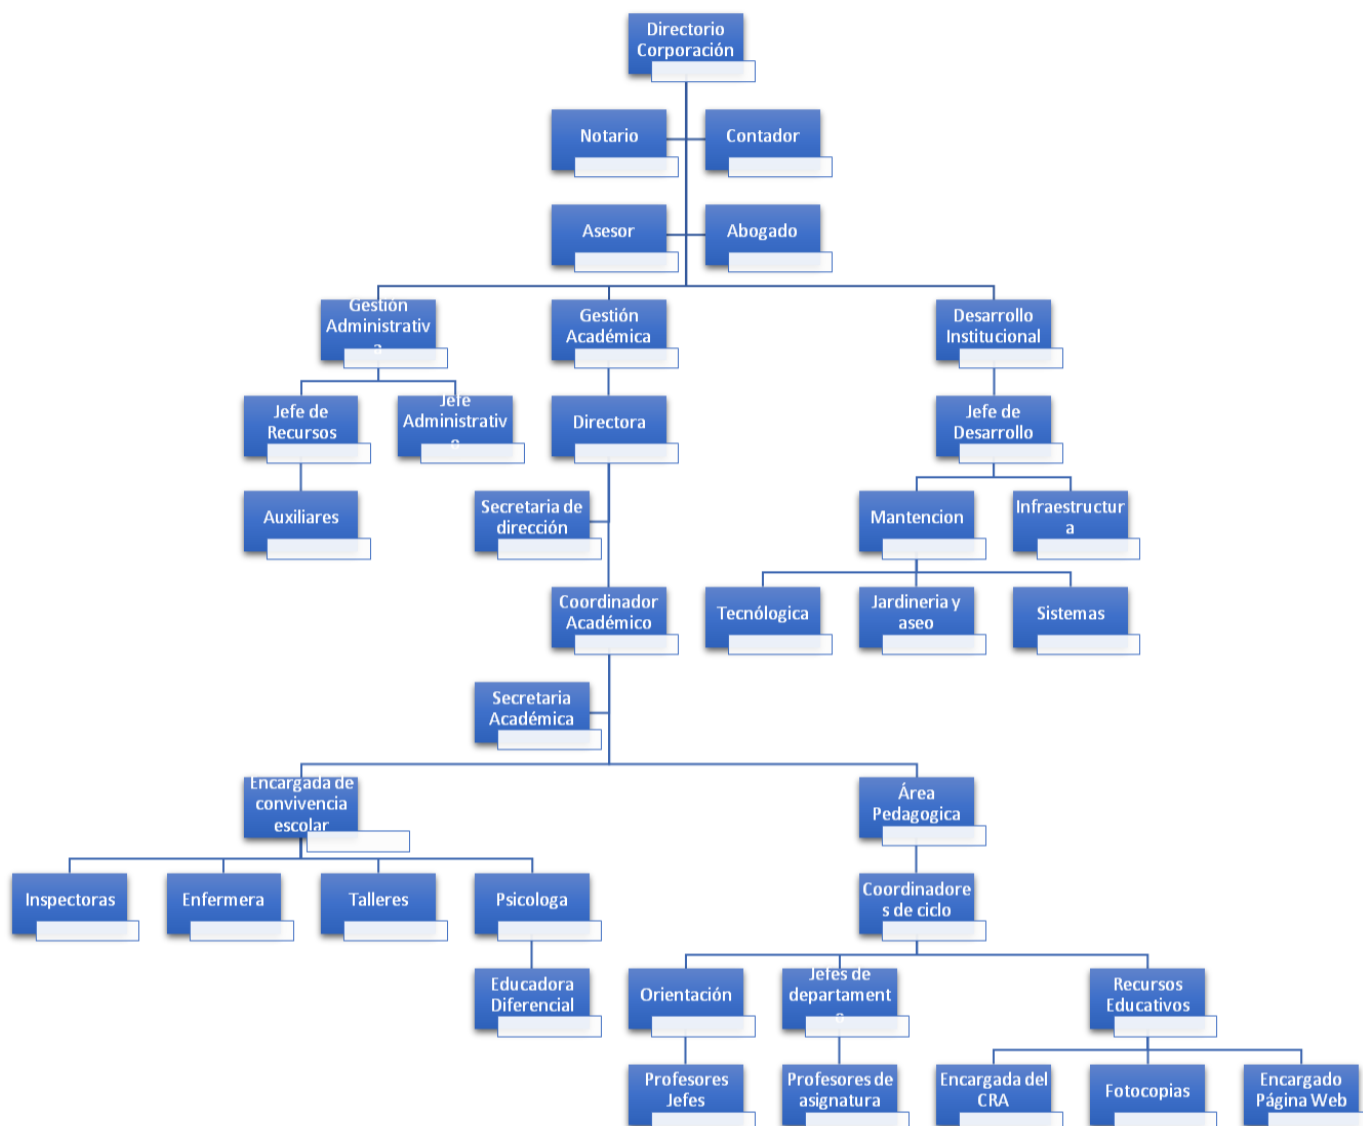 Directorio
Corporación
Notario
Contador
Asesor
Abogado
Gestión
Administrativ
a
Gestión
Académica
Desarrollo
Institucional
Jefe de
Recursos
Jefe
Administrativ
o
Directora
Jefe de
Desarrollo
Auxiliares
Secretaria de
dirección
Mantencion
Infraestructur
a
Coordinador
Académico
Tecnólogica
Jardineria y
aseo
Sistemas
Secretaria
Académica
Encargada de
convivencia
escolar
Área
Pedagogica
Inspectoras
Enfermera
Talleres
Psicologa
Coordinadore
s de ciclo
Educadora
Diferencial
Orientación
Jefes de
departament
o
Recursos
Educativos
Profesores
Jefes
Profesores de
asignatura
Encargada del
CRA
Fotocopias
Encargado
Página Web